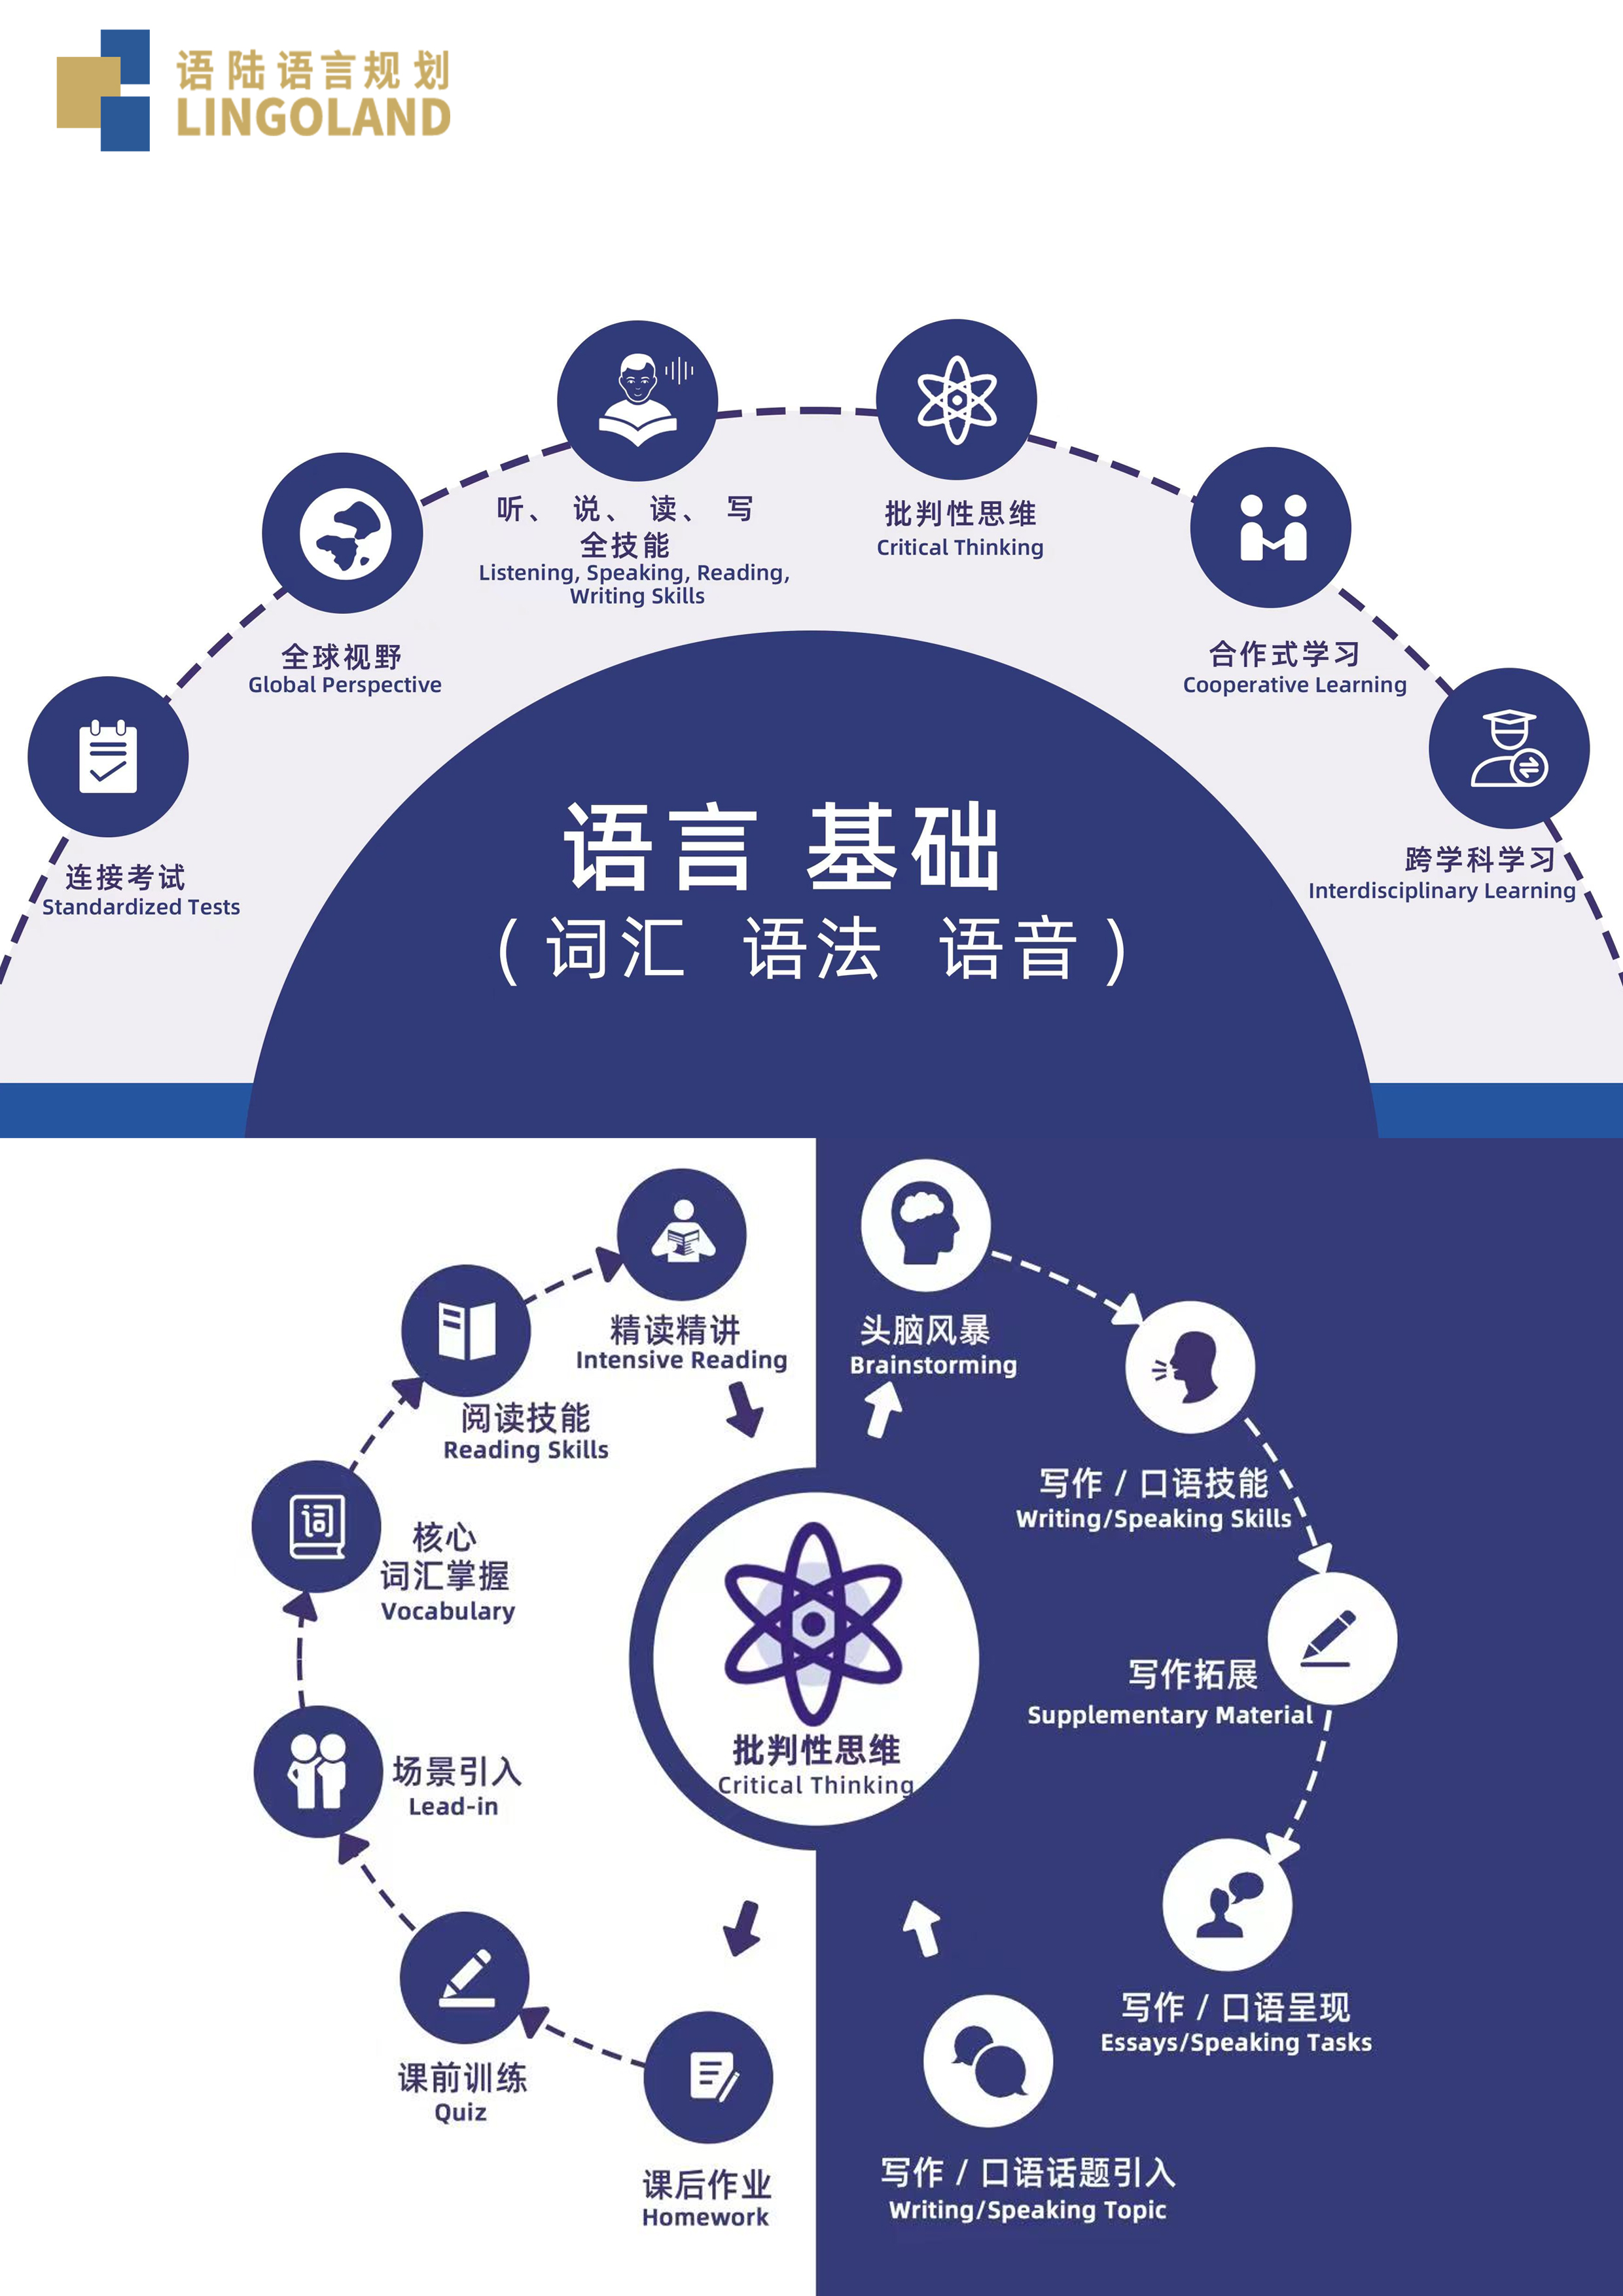 语陆语言规划
LINGOLAND
听、 说、 读、 写
全技能
Listening, Speaking, Reading,
Writing Skills
批判性思维
Critical Thinking
全球视野
Global Perspective
合作式学习
Cooperative Learning
连接考试
Standardized Tests
跨学科学习
Interdisciplinary Learning
语言 基础
(词汇 语法 语音)
精读精讲
Intensive Reading
阅读技能
Reading Skills
词
核心
词汇掌握
Vocabulary
场景引入
Lead-in
课前训练
Quiz
课后作业
Homework
批判性思维
Critical Thinking
头脑风暴
Brainstorming
写作 / 口语技能
Writing/Speaking Skills
写作拓展
Supplementary Material
写作 / 口语呈现
Essays/Speaking Tasks
写作 / 口语话题引入
Writing/Speaking Topic